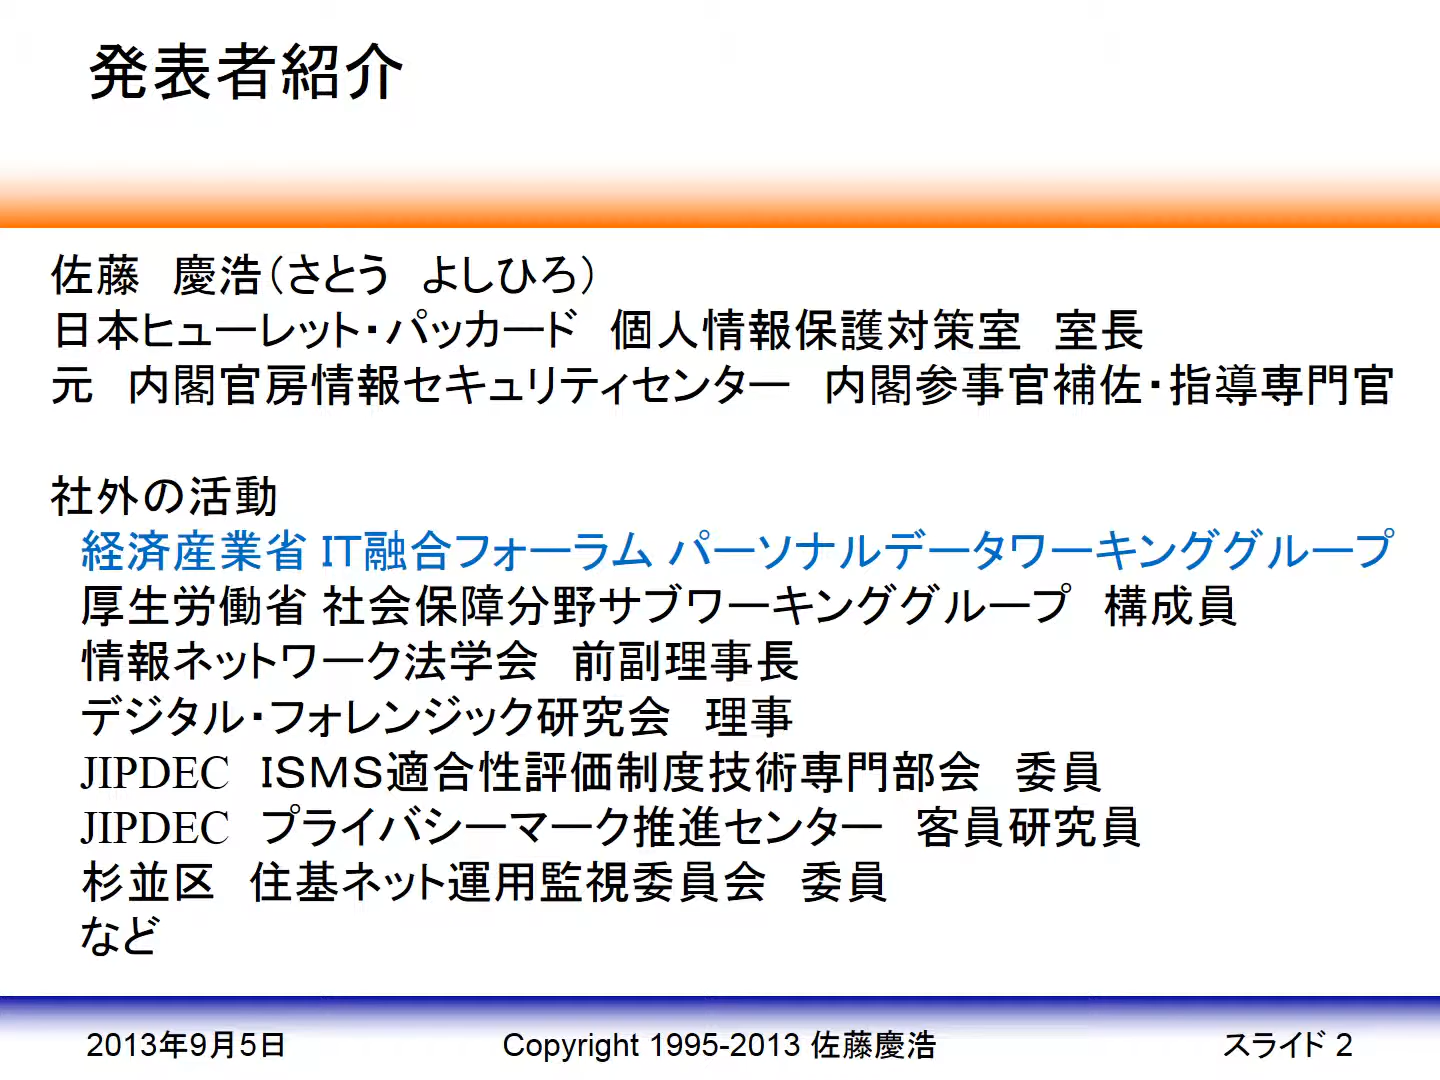 発表者紹介
佐藤　慶浩（さとう　よしひろ）
日本ヒューレット・パッカード　個人情報保護対策室　室長
元　内閣官房情報セキュリティセンター　内閣参事官補佐・指導専門官
社外の活動
経済産業省 IT融合フォーラム パーソナルデータワーキンググループ
厚生労働省 社会保障分野サブワーキンググループ　構成員
情報ネットワーク法学会　前副理事長
デジタル・フォレンジック研究会　理事
JIPDEC　ＩＳＭＳ適合性評価制度技術専門部会　委員
JIPDEC　プライバシーマーク推進センター　客員研究員
杉並区　住基ネット運用監視委員会　委員
など
2013年9月5日
Copyright 1995-2013 佐藤慶浩
スライド 2